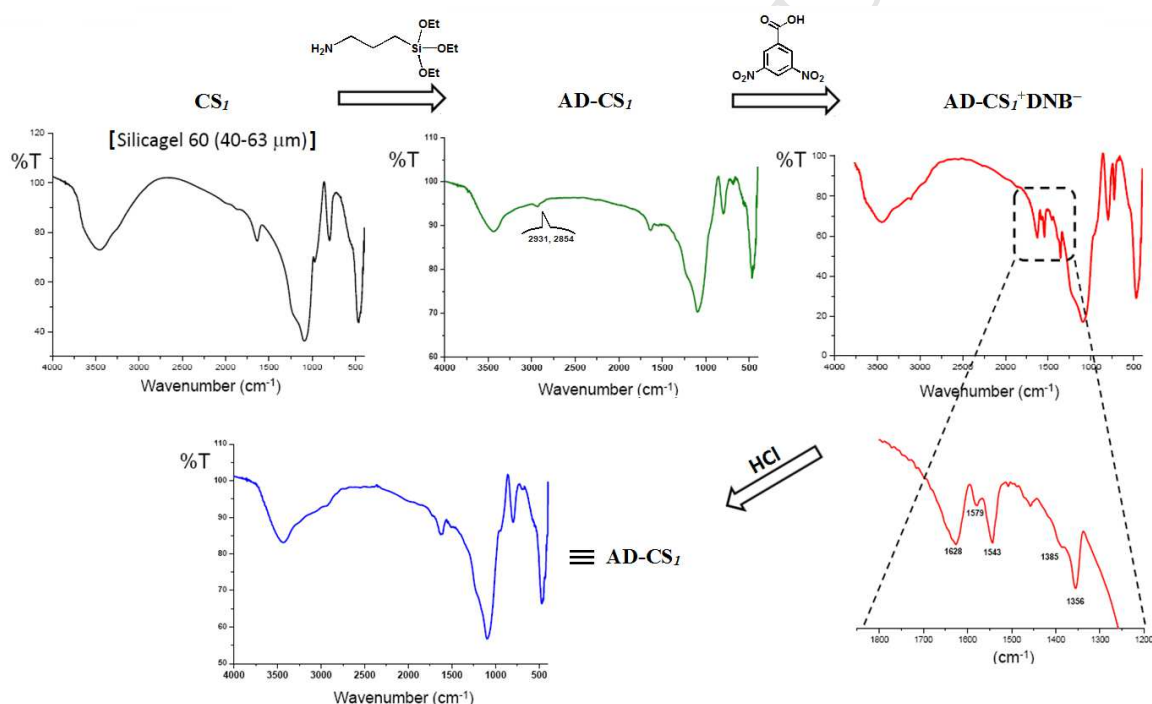 OEt
H2N
Si
OEt
OEt
O
OH
NO2
NO2
CS1
AD-CS1
AD-CS1+DNB−
[Silicagel 60 (40-63 μm)]
%T
120
100
80
60
40
4000 3500 3000 2500 2000 1500 1000 500
Wavenumber (cm-1)
%T
110
100
90
80
70
60
2931, 2854
4000 3500 3000 2500 2000 1500 1000 500
Wavenumber (cm-1)
%T
100
80
60
40
20
0
4000 3500 3000 2500 2000 1500 1000 500
Wavenumber (cm-1)
HCl
%T
110
100
90
80
70
60
50
4000 3500 3000 2500 2000 1500 1000 500
Wavenumber (cm-1)
≡ AD-CS1
1628
1579
1543
1385
1356
1800 1700 1600 1500 1400 1300 1200
(cm-1)